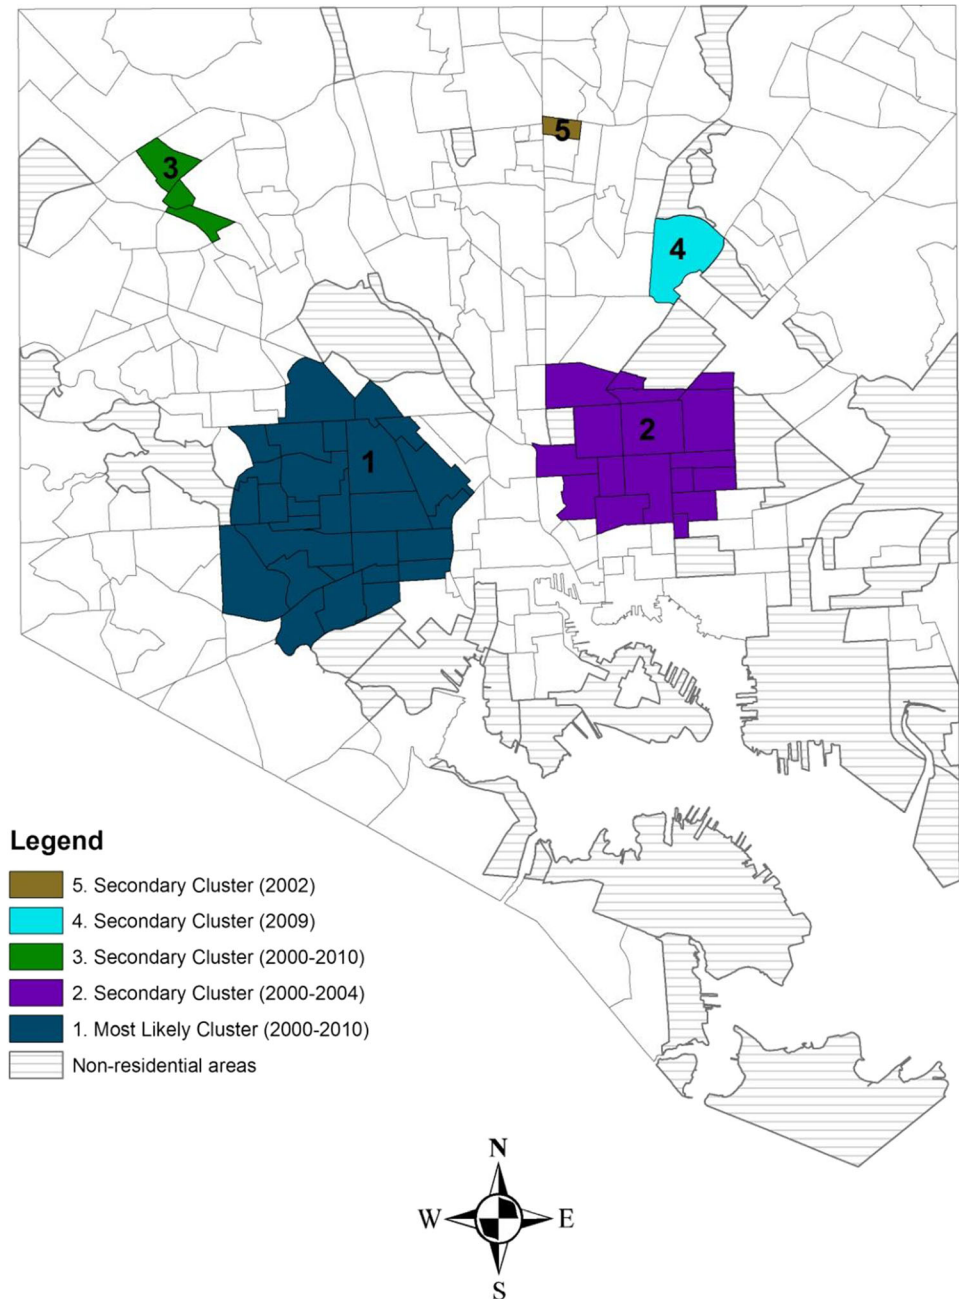 5
3
4
2
1
Legend
5. Secondary Cluster (2002)
4. Secondary Cluster (2009)
3. Secondary Cluster (2000-2010)
2. Secondary Cluster (2000-2004)
1. Most Likely Cluster (2000-2010)
Non-residential areas
N
W E
S